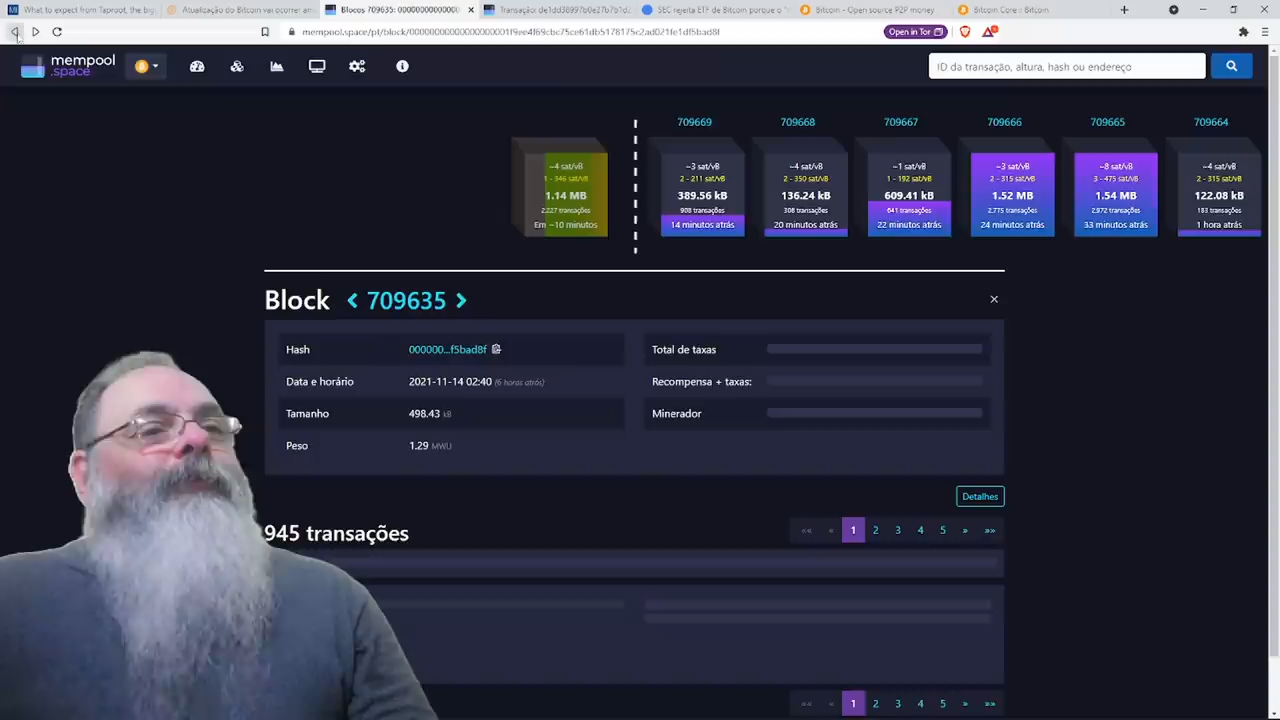 What to expect from Taproot, the big
Atualização do Bitcoin vai ocorrer am
Blocos 709635: 0000000000000
Transação: de1dd38997b0e27b7b1d
SEC rejeita ETF de Bitcoin porque o
Bitcoin - Open source P2P money
Bitcoin Core :: Bitcoin
Open in Tor
mempool
.space
ID da transação, altura, hash ou endereço
709669 709668 709667 709666 709665 709664
~4 sat/vB ~3 sat/vB ~4 sat/vB ~1 sat/vB ~3 sat/vB ~8 sat/vB ~4 sat/vB
1 - 346 sat/vB 2 - 211 sat/vB 2 - 350 sat/vB 1 - 192 sat/vB 2 - 315 sat/vB 3 - 475 sat/vB 2 - 315 sat/vB
1.14 MB 389.56 kB 136.24 kB 609.41 kB 1.52 MB 1.54 MB 122.08 kB
2,227 transações 908 transações 308 transações 641 transações 2,775 transações 2,872 transações 183 transações
Em ~10 minutos 14 minutos atrás 20 minutos atrás 22 minutos atrás 24 minutos atrás 33 minutos atrás 1 hora atrás
Block 709635
Hash 000000...f5bad8f
Total de taxas
Data e horário 2021-11-14 02:40 (6 horas atrás)
Recompensa + taxas:
Tamanho 498.43 kB
Minerador
Peso 1.29 MWU
Detalhes
945 transações
«« « 1 2 3 4 5 » »»
«« « 1 2 3 4 5 » »»